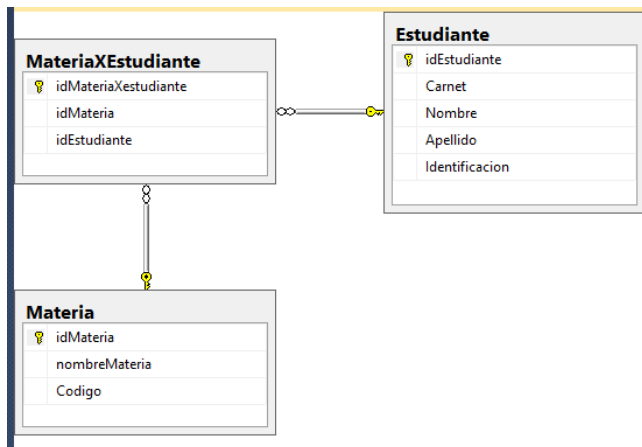 MateriaXEstudiante
idMateriaXestudiante
idMateria
idEstudiante
Estudiante
idEstudiante
Carnet
Nombre
Apellido
Identificacion
Materia
idMateria
nombreMateria
Codigo